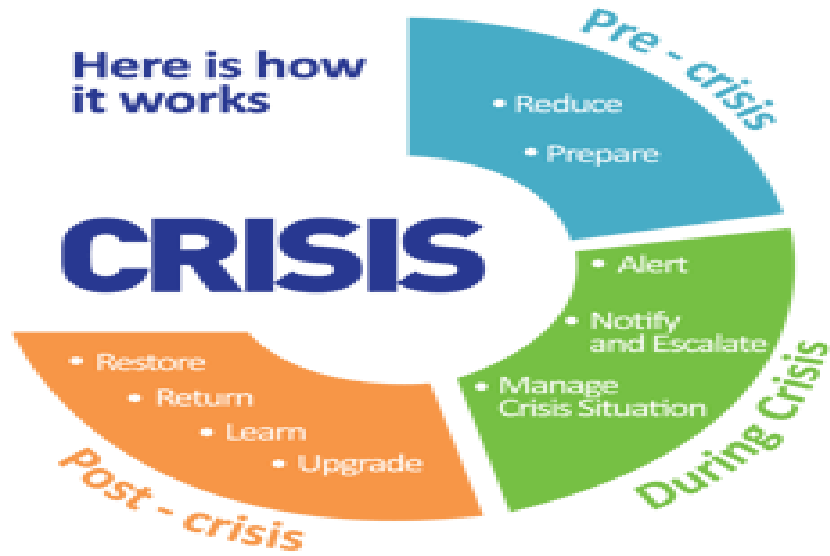 Here is how
it works
CRISIS
Pre - crisis
• Reduce
• Prepare
During Crisis
• Alert
• Notify
and Escalate
• Manage
Crisis Situation
Post - crisis
• Restore
• Return
• Learn
• Upgrade